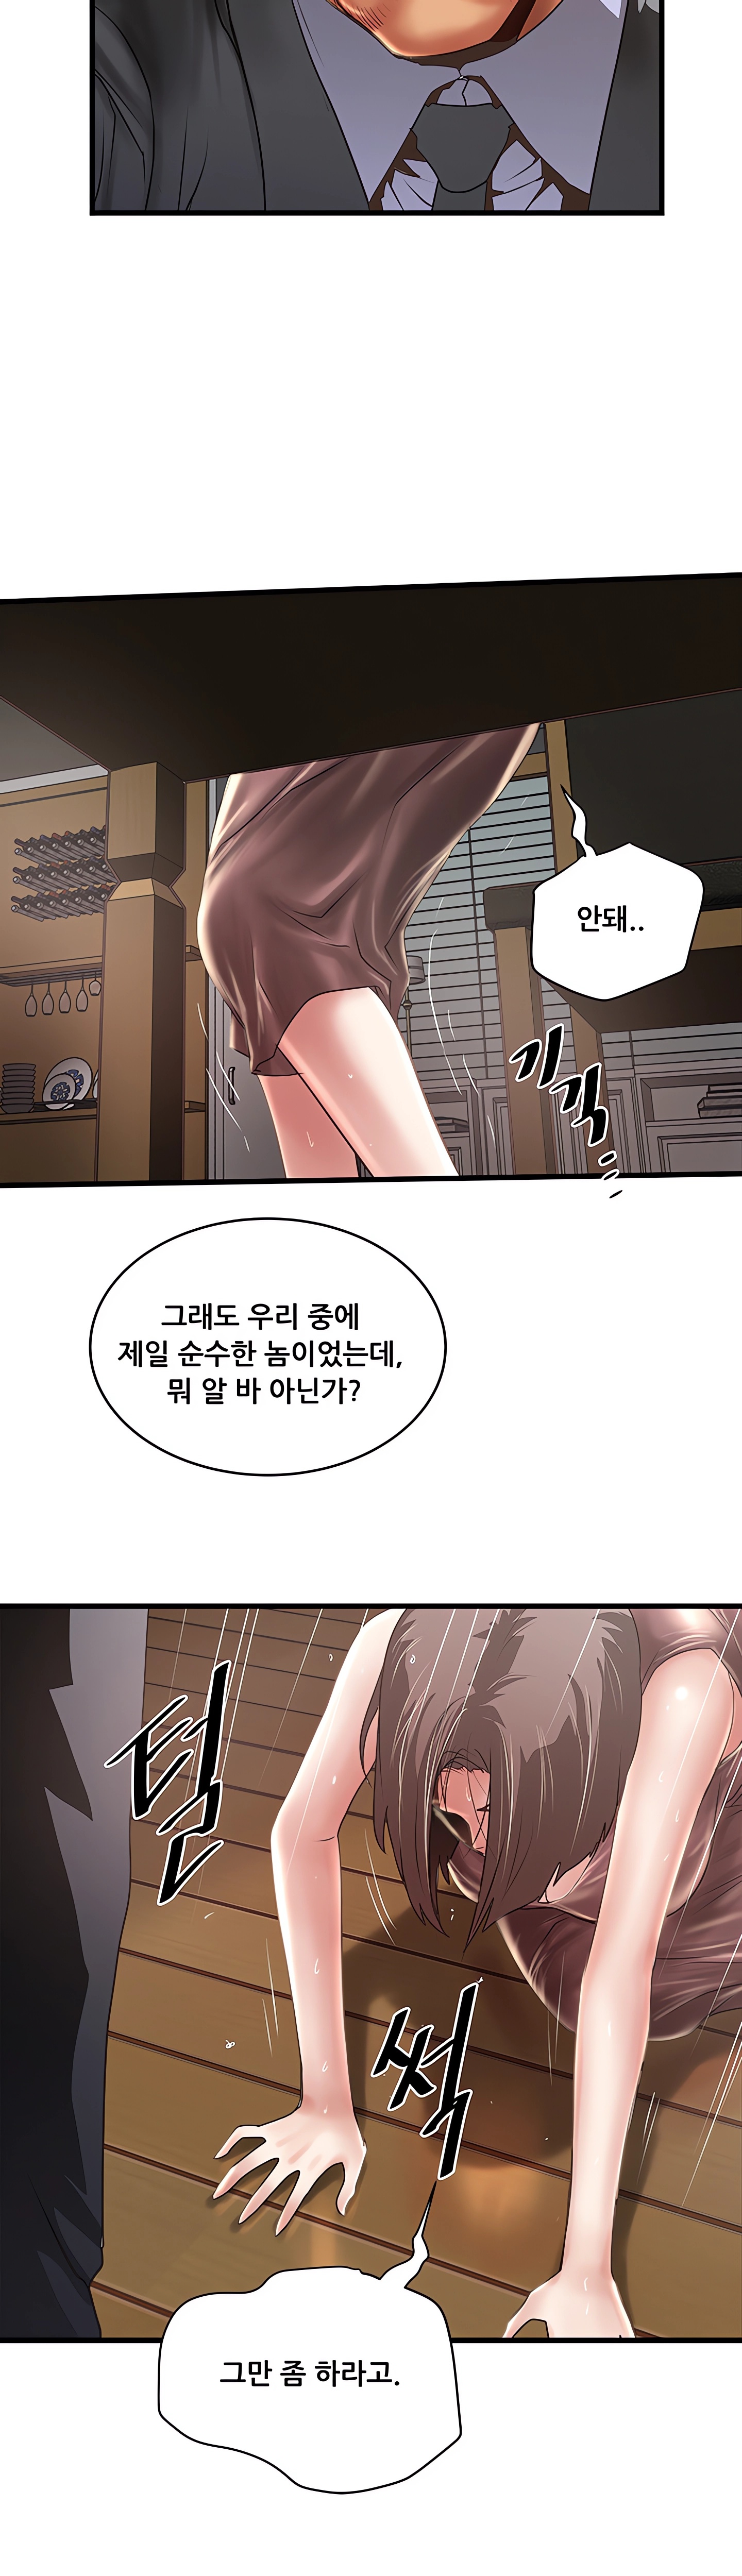 안돼..
기직
그래도 우리 중에
제일 순수한 놈이었는데,
뭐 알 바 아닌가?
털
썩
그만 좀 하라고.